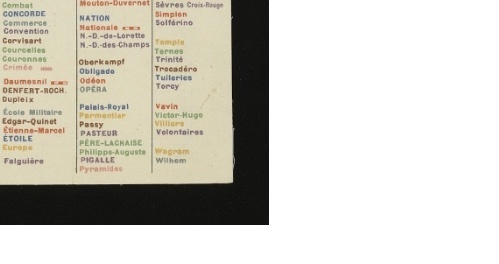 Combat
CONCORDE
Commerce
Convention
Corvisart
Courcelles
Couronnes
Crimée
Daumesnil
DENFERT-ROCH.
Dupleix
École Militaire
Edgar-Quinet
Étienne-Marcel
ÉTOILE
Europe
Falguière
Mouton-Duvernet
NATION
Nationale
N.-D.-de-Lorette
N.-D.-des-Champs
Oberkampf
Obligado
Odéon
OPÉRA
Palais-Royal
Parmentier
Passy
PASTEUR
PÈRE-LACHAISE
Philippe-Auguste
PIGALLE
Pyramides
Sèvres Croix-Rouge
Simplon
Solférino
Temple
Ternes
Trinité
Trocadéro
Tuileries
Torcy
Vavin
Victor-Hugo
Villiers
Volontaires
Wagram
Wilhem